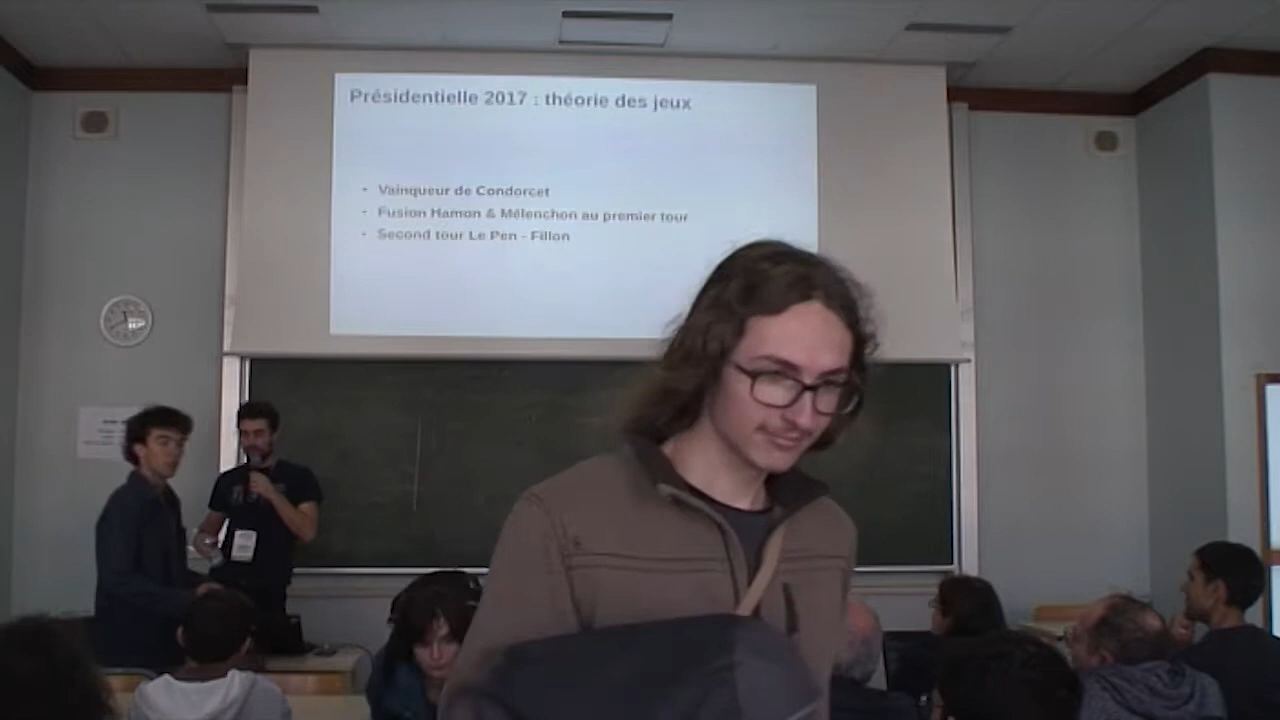 Présidentielle 2017 : théorie des jeux
- Vainqueur de Condorcet
- Fusion Hamon & Mélenchon au premier tour
- Second tour Le Pen - Fillon